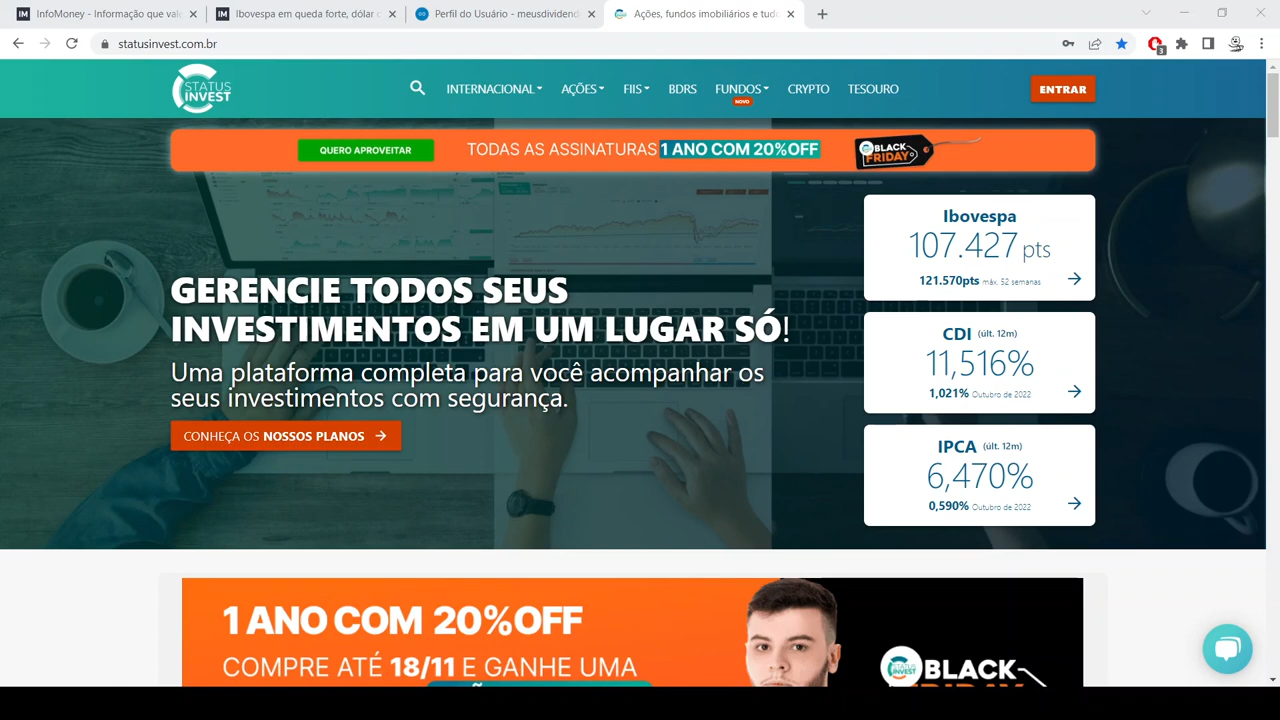 InfoMoney - Informação que vale
Ibovespa em queda forte, dólar c
Perfil do Usuário - meusdividend
Ações, fundos imobiliários e tudo
statusinvest.com.br
3
STATUS
INVEST
INTERNACIONAL
AÇÕES
FIIS
BDRS
FUNDOS
NOVO
CRYPTO
TESOURO
ENTRAR
QUERO APROVEITAR
TODAS AS ASSINATURAS 1 ANO COM 20%OFF
BLACK
FRIDAY
GERENCIE TODOS SEUS
INVESTIMENTOS EM UM LUGAR SÓ!
Uma plataforma completa para você acompanhar os
seus investimentos com segurança.
CONHEÇA OS NOSSOS PLANOS
Ibovespa
107.427 pts
121.570pts máx. 52 semanas
CDI (últ. 12m)
11,516%
1,021% Outubro de 2022
IPCA (últ. 12m)
6,470%
0,590% Outubro de 2022
1 ANO COM 20%OFF
COMPRE ATÉ 18/11 E GANHE UMA
STATUS
INVEST
BLACK
FRIDAY